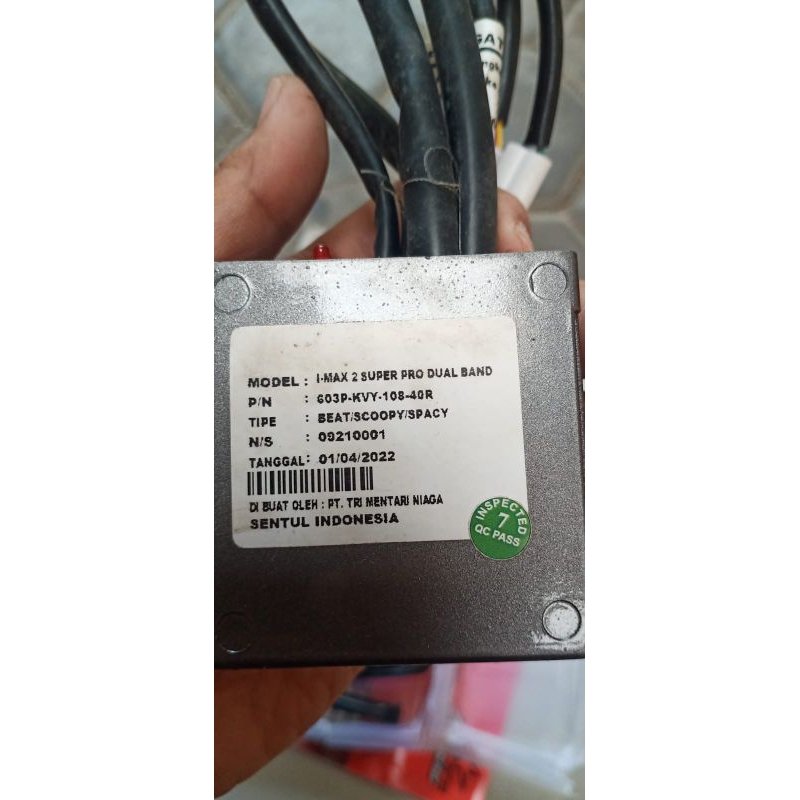 GAT
MODEL : I-MAX 2 SUPER PRO DUAL BAND
P/N : 603P-KVY-108-40R
TIPE : BEAT/SCOOPY/SPACY
N/S : 09210001
TANGGAL : 01/04/2022
DI BUAT OLEH : PT. TRI MENTARI NIAGA
SENTUL INDONESIA
INSPECTED
7
QC PASS